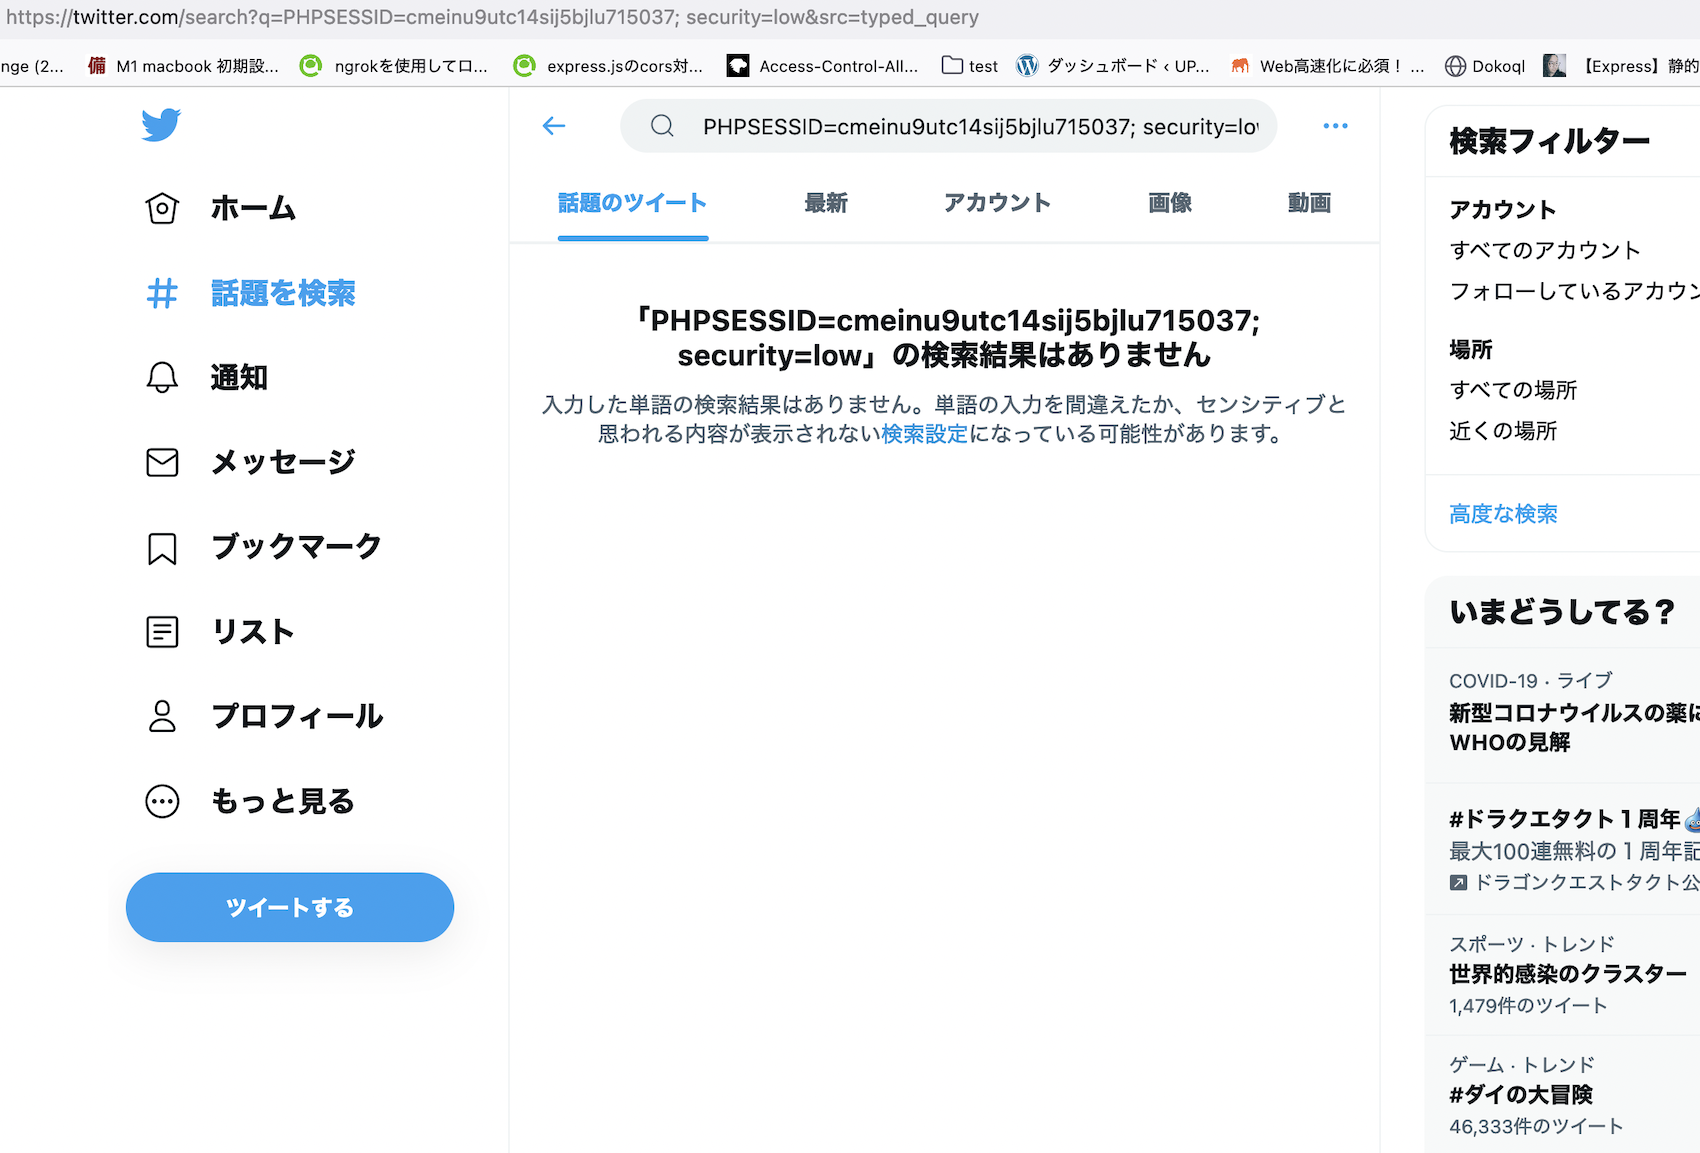 https://twitter.com/search?q=PHPSESSID=cmeinu9utc14sij5bjlu715037; security=low&src=typed_query
nge (2... 備 M1 macbook 初期設... ngrokを使用してロ... express.jsのcors対... Access-Control-All... test ダッシュボード ‹ UP... Web高速化に必須！ ... Dokoql 【Express】静的
PHPSESSID=cmeinu9utc14sij5bjlu715037; security=lo
話題のツイート 最新 アカウント 画像 動画
ホーム
話題を検索
通知
メッセージ
ブックマーク
リスト
プロフィール
もっと見る
ツイートする
「PHPSESSID=cmeinu9utc14sij5bjlu715037;
security=low」の検索結果はありません
入力した単語の検索結果はありません。単語の入力を間違えたか、センシティブと
思われる内容が表示されない検索設定になっている可能性があります。
検索フィルター
アカウント
すべてのアカウント
フォローしているアカウン
場所
すべての場所
近くの場所
高度な検索
いまどうしてる？
COVID-19 · ライブ
新型コロナウイルスの薬に
WHOの見解
#ドラクエタクト１周年
最大100連無料の１周年記
ドラゴンクエストタクト公
スポーツ · トレンド
世界的感染のクラスター
1,479件のツイート
ゲーム · トレンド
#ダイの大冒険
46,333件のツイート